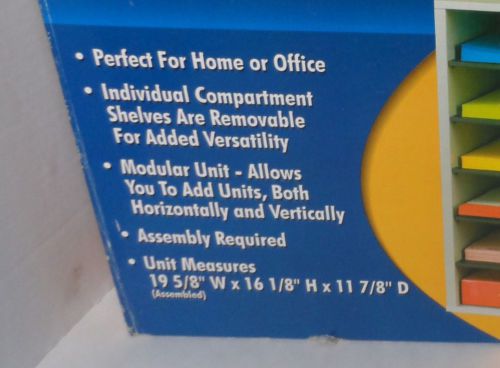 • Perfect For Home or Office
• Individual Compartment
Shelves Are Removable
For Added Versatility
• Modular Unit - Allows
You To Add Units, Both
Horizontally and Vertically
• Assembly Required
• Unit Measures
19 5/8" W x 16 1/8" H x 11 7/8" D
(Assembled)